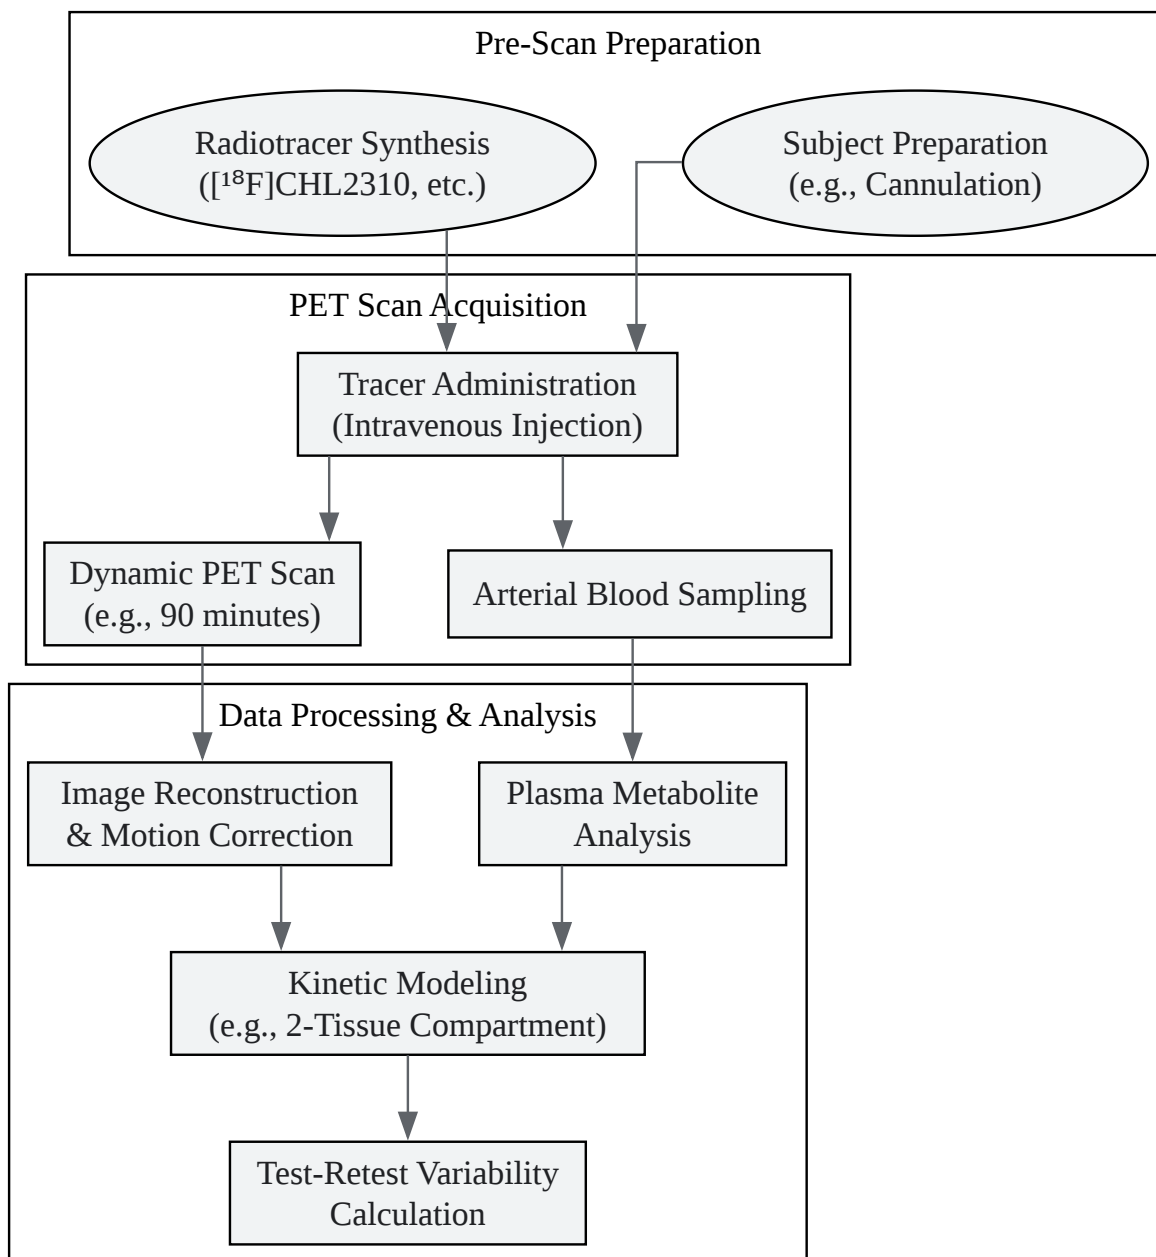 Pre-Scan Preparation
Radiotracer Synthesis
([¹⁸F]CHL2310, etc.)
Subject Preparation
(e.g., Cannulation)
PET Scan Acquisition
Tracer Administration
(Intravenous Injection)
Dynamic PET Scan
(e.g., 90 minutes)
Arterial Blood Sampling
Data Processing & Analysis
Image Reconstruction
& Motion Correction
Plasma Metabolite
Analysis
Kinetic Modeling
(e.g., 2-Tissue Compartment)
Test-Retest Variability
Calculation